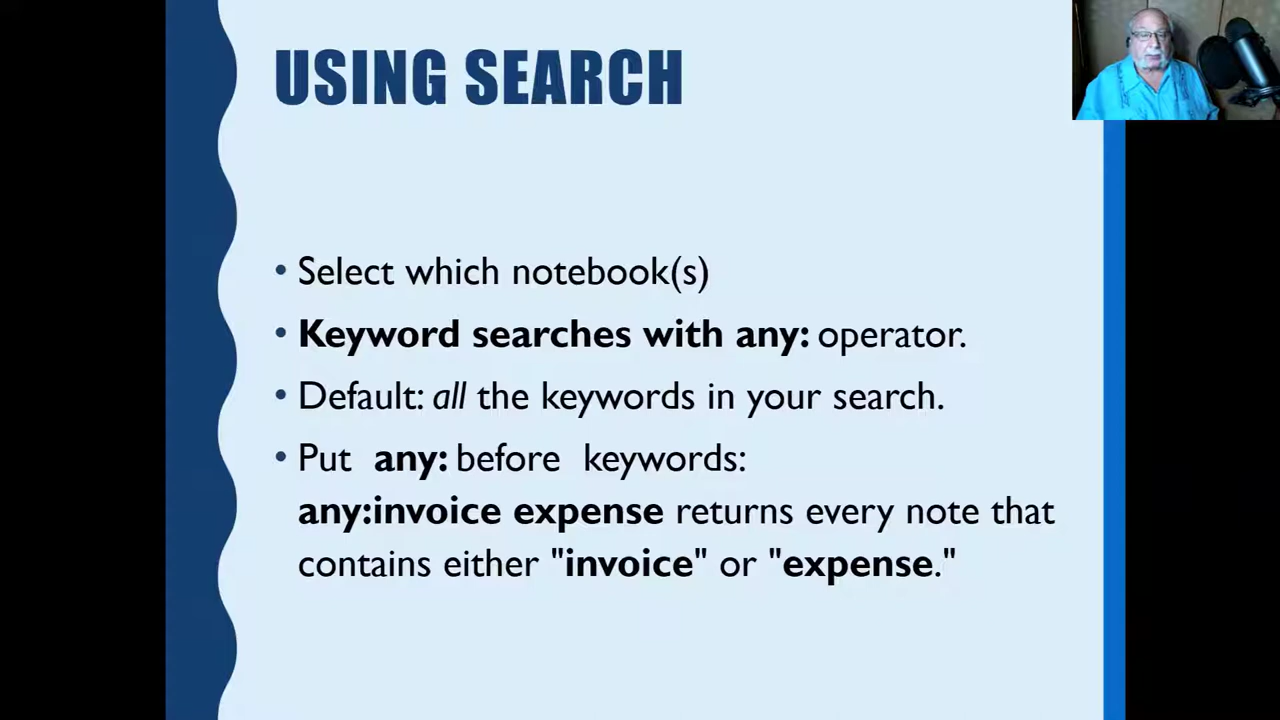 USING SEARCH
• Select which notebook(s)
• Keyword searches with any: operator.
• Default: all the keywords in your search.
• Put any: before keywords:
any:invoice expense returns every note that
contains either "invoice" or "expense."